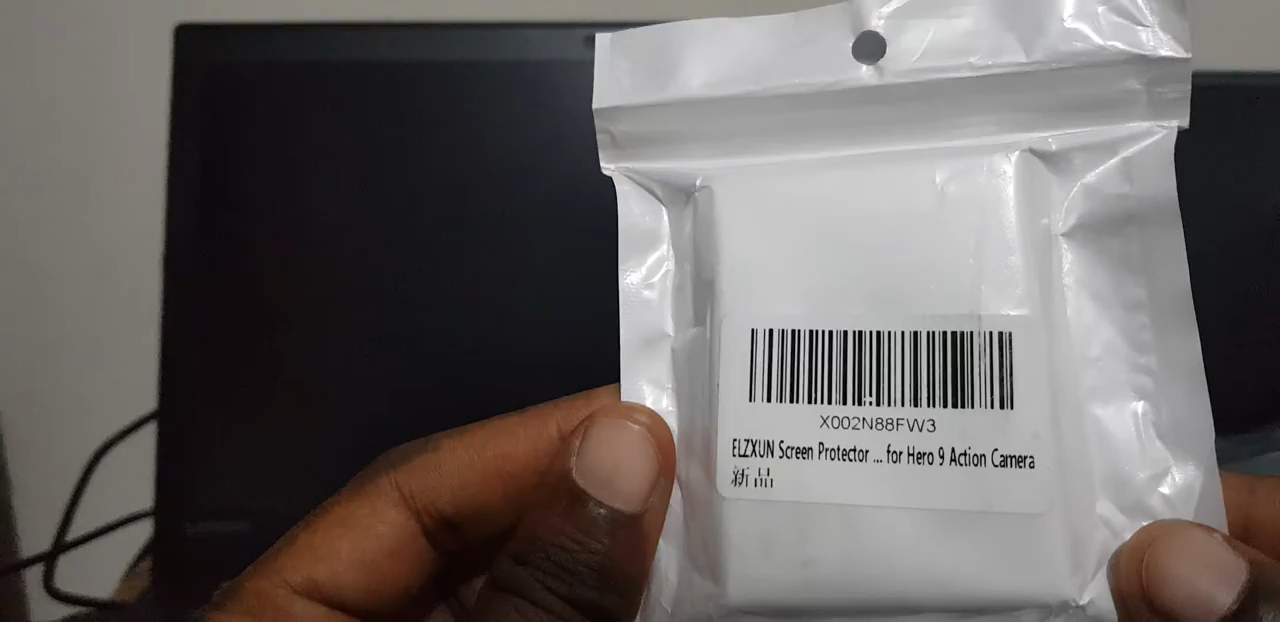 X002N88FW3
ELZXUN Screen Protector ... for Hero 9 Action Camera
新品